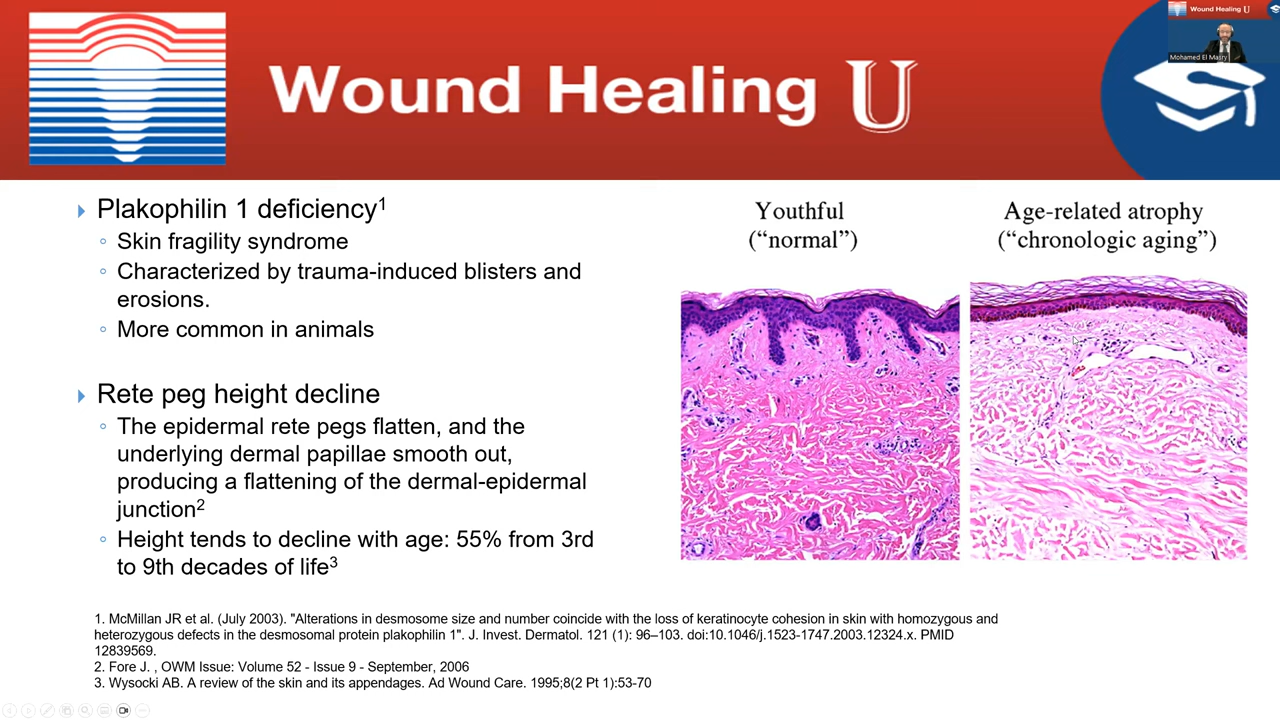 Wound Healing U
Wound Healing U
Mohamed El Masry
Plakophilin 1 deficiency1
Skin fragility syndrome
Characterized by trauma-induced blisters and
erosions.
More common in animals
Rete peg height decline
The epidermal rete pegs flatten, and the
underlying dermal papillae smooth out,
producing a flattening of the dermal-epidermal
junction2
Height tends to decline with age: 55% from 3rd
to 9th decades of life3
Youthful
(“normal”)
Age-related atrophy
(“chronologic aging”)
1. McMillan JR et al. (July 2003). "Alterations in desmosome size and number coincide with the loss of keratinocyte cohesion in skin with homozygous and
heterozygous defects in the desmosomal protein plakophilin 1". J. Invest. Dermatol. 121 (1): 96–103. doi:10.1046/j.1523-1747.2003.12324.x. PMID
12839569.
2. Fore J. , OWM Issue: Volume 52 - Issue 9 - September, 2006
3. Wysocki AB. A review of the skin and its appendages. Ad Wound Care. 1995;8(2 Pt 1):53-70